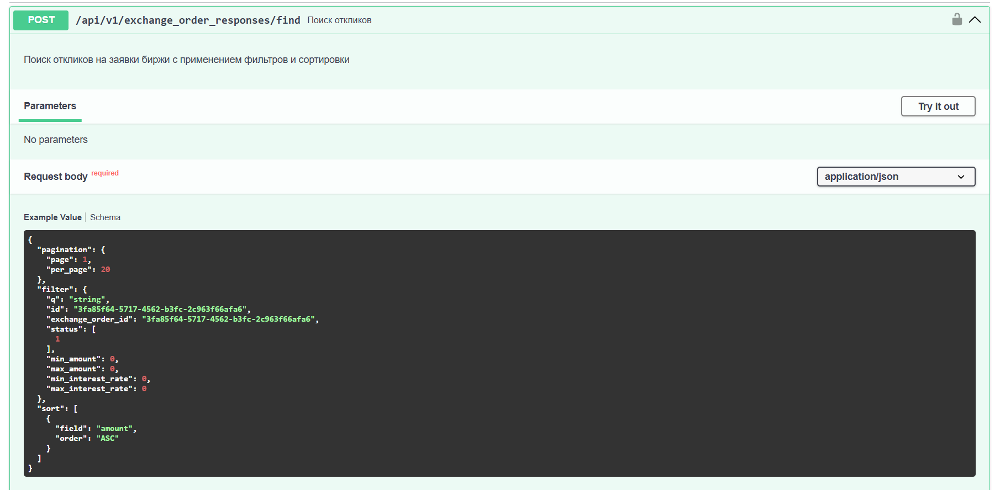 POST /api/v1/exchange_order_responses/find Поиск откликов
Поиск откликов на заявки биржи с применением фильтров и сортировки
Parameters
Try it out
No parameters
Request body required
application/json
Example Value | Schema
{
  "pagination": {
    "page": 1,
    "per_page": 20
  },
  "filter": {
    "q": "string",
    "id": "3fa85f64-5717-4562-b3fc-2c963f66afa6",
    "exchange_order_id": "3fa85f64-5717-4562-b3fc-2c963f66afa6",
    "status": [
      1
    ],
    "min_amount": 0,
    "max_amount": 0,
    "min_interest_rate": 0,
    "max_interest_rate": 0
  },
  "sort": [
    {
      "field": "amount",
      "order": "ASC"
    }
  ]
}